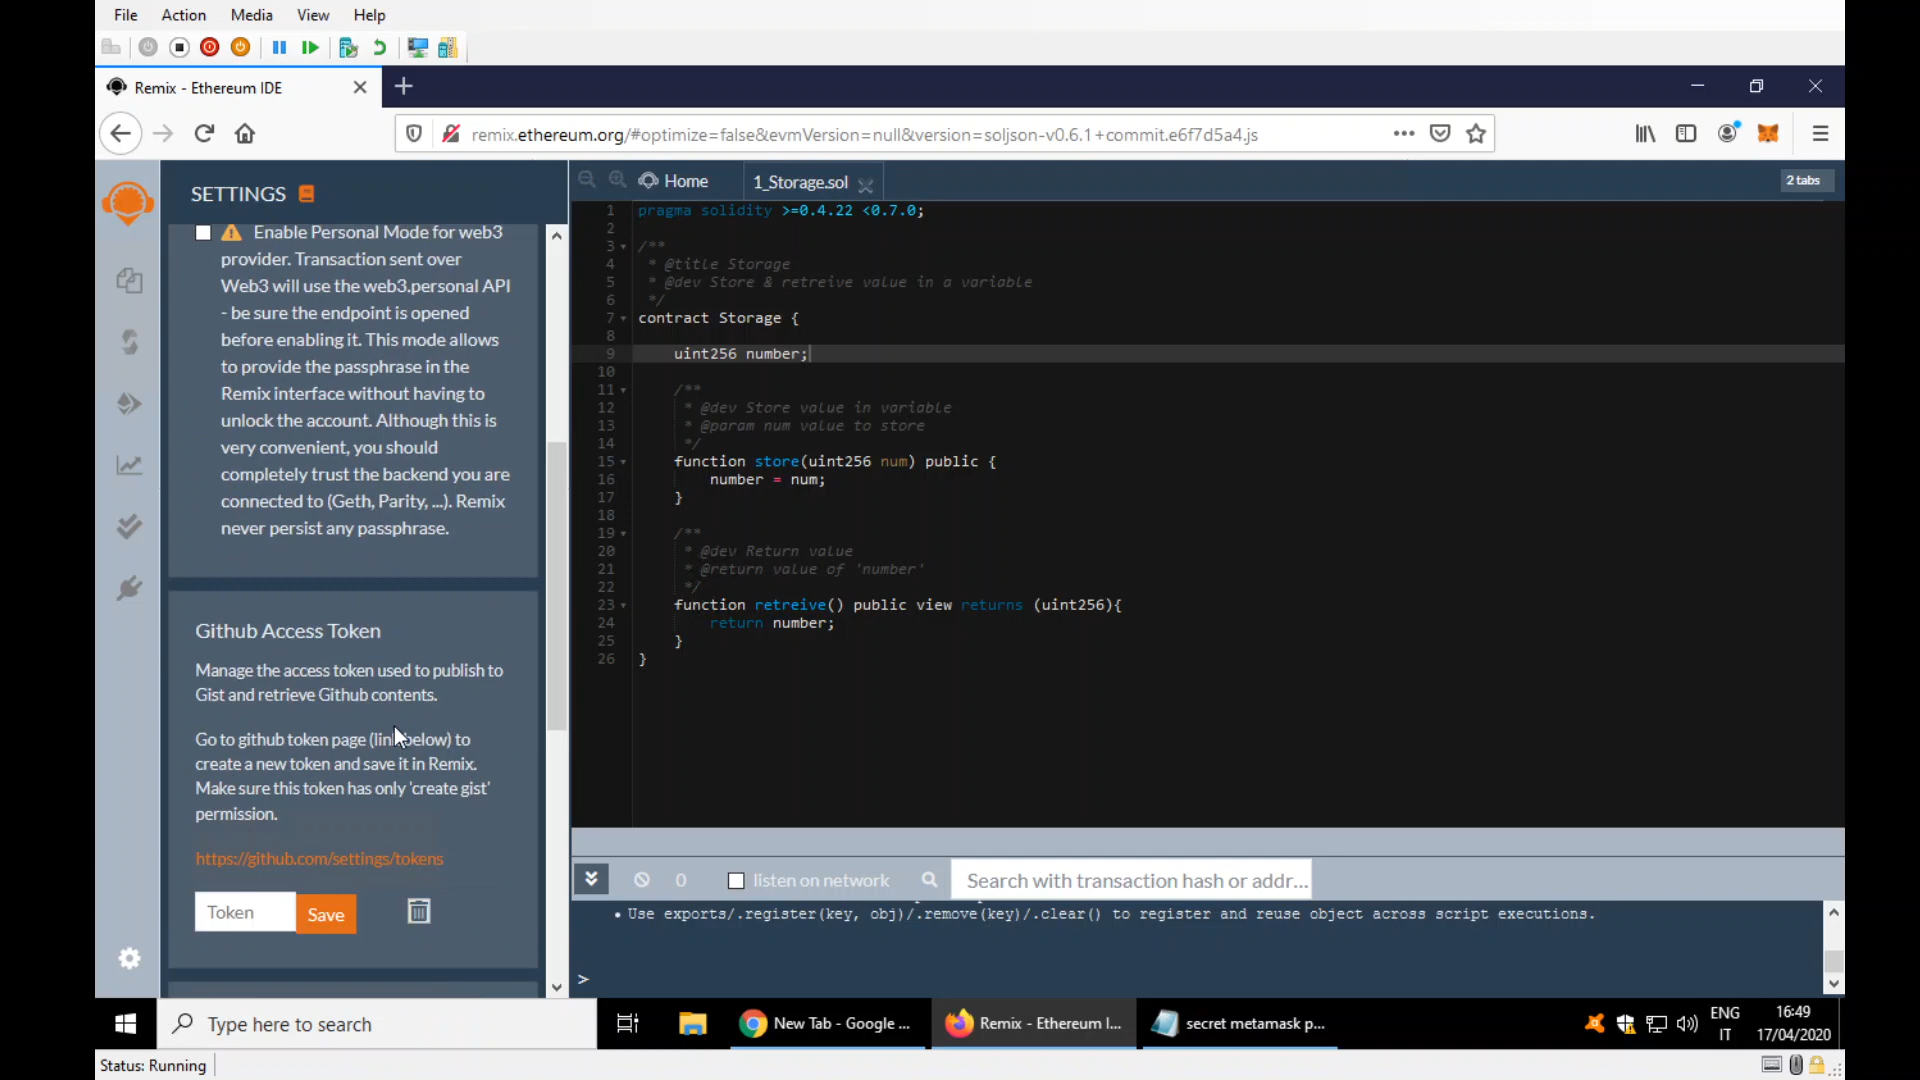 File Action Media View Help
Remix - Ethereum IDE
remix.ethereum.org/#optimize=false&evmVersion=null&version=soljson-v0.6.1+commit.e6f7d5a4.js
SETTINGS
Home
1_Storage.sol
2 tabs
Enable Personal Mode for web3
provider. Transaction sent over
Web3 will use the web3.personal API
- be sure the endpoint is opened
before enabling it. This mode allows
to provide the passphrase in the
Remix interface without having to
unlock the account. Although this is
very convenient, you should
completely trust the backend you are
connected to (Geth, Parity, ...). Remix
never persist any passphrase.
Github Access Token
Manage the access token used to publish to
Gist and retrieve Github contents.
Go to github token page (link below) to
create a new token and save it in Remix.
Make sure this token has only 'create gist'
permission.
https://github.com/settings/tokens
Token
Save
1 pragma solidity >=0.4.22 <0.7.0;
2
3 /**
4 * @title Storage
5 * @dev Store & retreive value in a variable
6 */
7 contract Storage {
8
9 uint256 number;
10
11 /**
12 * @dev Store value in variable
13 * @param num value to store
14 */
15 function store(uint256 num) public {
16 number = num;
17 }
18
19 /**
20 * @dev Return value
21 * @return value of 'number'
22 */
23 function retreive() public view returns (uint256){
24 return number;
25 }
26 }
0
listen on network
Search with transaction hash or addr...
• Use exports/.register(key, obj)/.remove(key)/.clear() to register and reuse object across script executions.
>
Type here to search
New Tab - Google ...
Remix - Ethereum I...
secret metamask p...
ENG
IT
16:49
17/04/2020
Status: Running